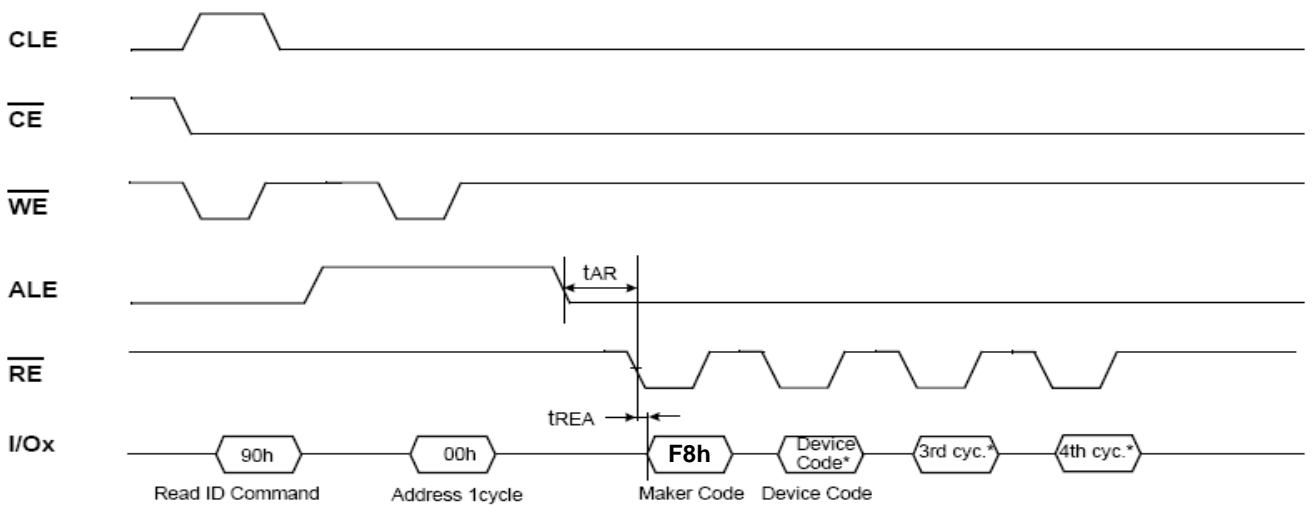 CLE
CE
WE
ALE
tAR
RE
tREA
I/Ox
90h
00h
F8h
Device
Code*
3rd cyc.*
4th cyc.*
Read ID Command
Address 1cycle
Maker Code
Device Code